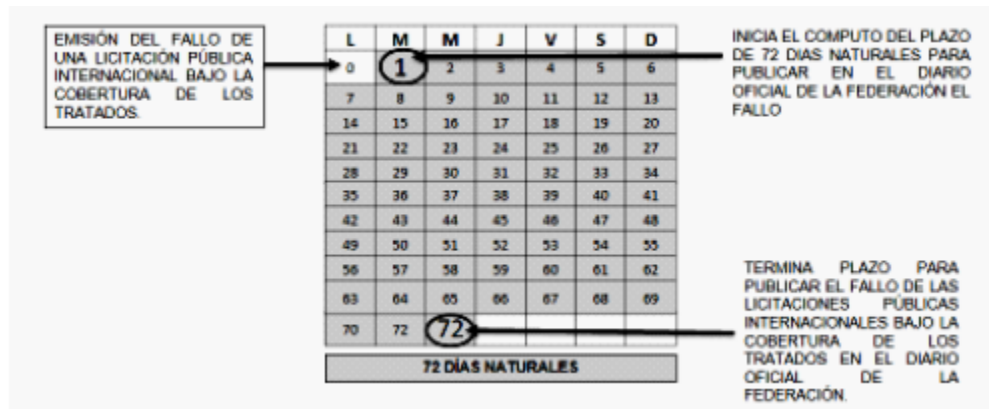 EMISIÓN DEL FALLO DE
UNA LICITACIÓN PÚBLICA
INTERNACIONAL BAJO LA
COBERTURA DE LOS
TRATADOS.
L M M J V S D
0 1 2 3 4 5 6
7 8 9 10 11 12 13
14 15 16 17 18 19 20
21 22 23 24 25 26 27
28 29 30 31 32 33 34
35 36 37 38 39 40 41
42 43 44 45 46 47 48
49 50 51 52 53 54 55
56 57 58 59 60 61 62
63 64 65 66 67 68 69
70 72 72
72 DÍAS NATURALES
INICIA EL COMPUTO DEL PLAZO
DE 72 DIAS NATURALES PARA
PUBLICAR EN EL DIARIO
OFICIAL DE LA FEDERACIÓN EL
FALLO
TERMINA PLAZO PARA
PUBLICAR EL FALLO DE LAS
LICITACIONES PÚBLICAS
INTERNACIONALES BAJO LA
COBERTURA DE LOS
TRATADOS EN EL DIARIO
OFICIAL DE LA
FEDERACIÓN.